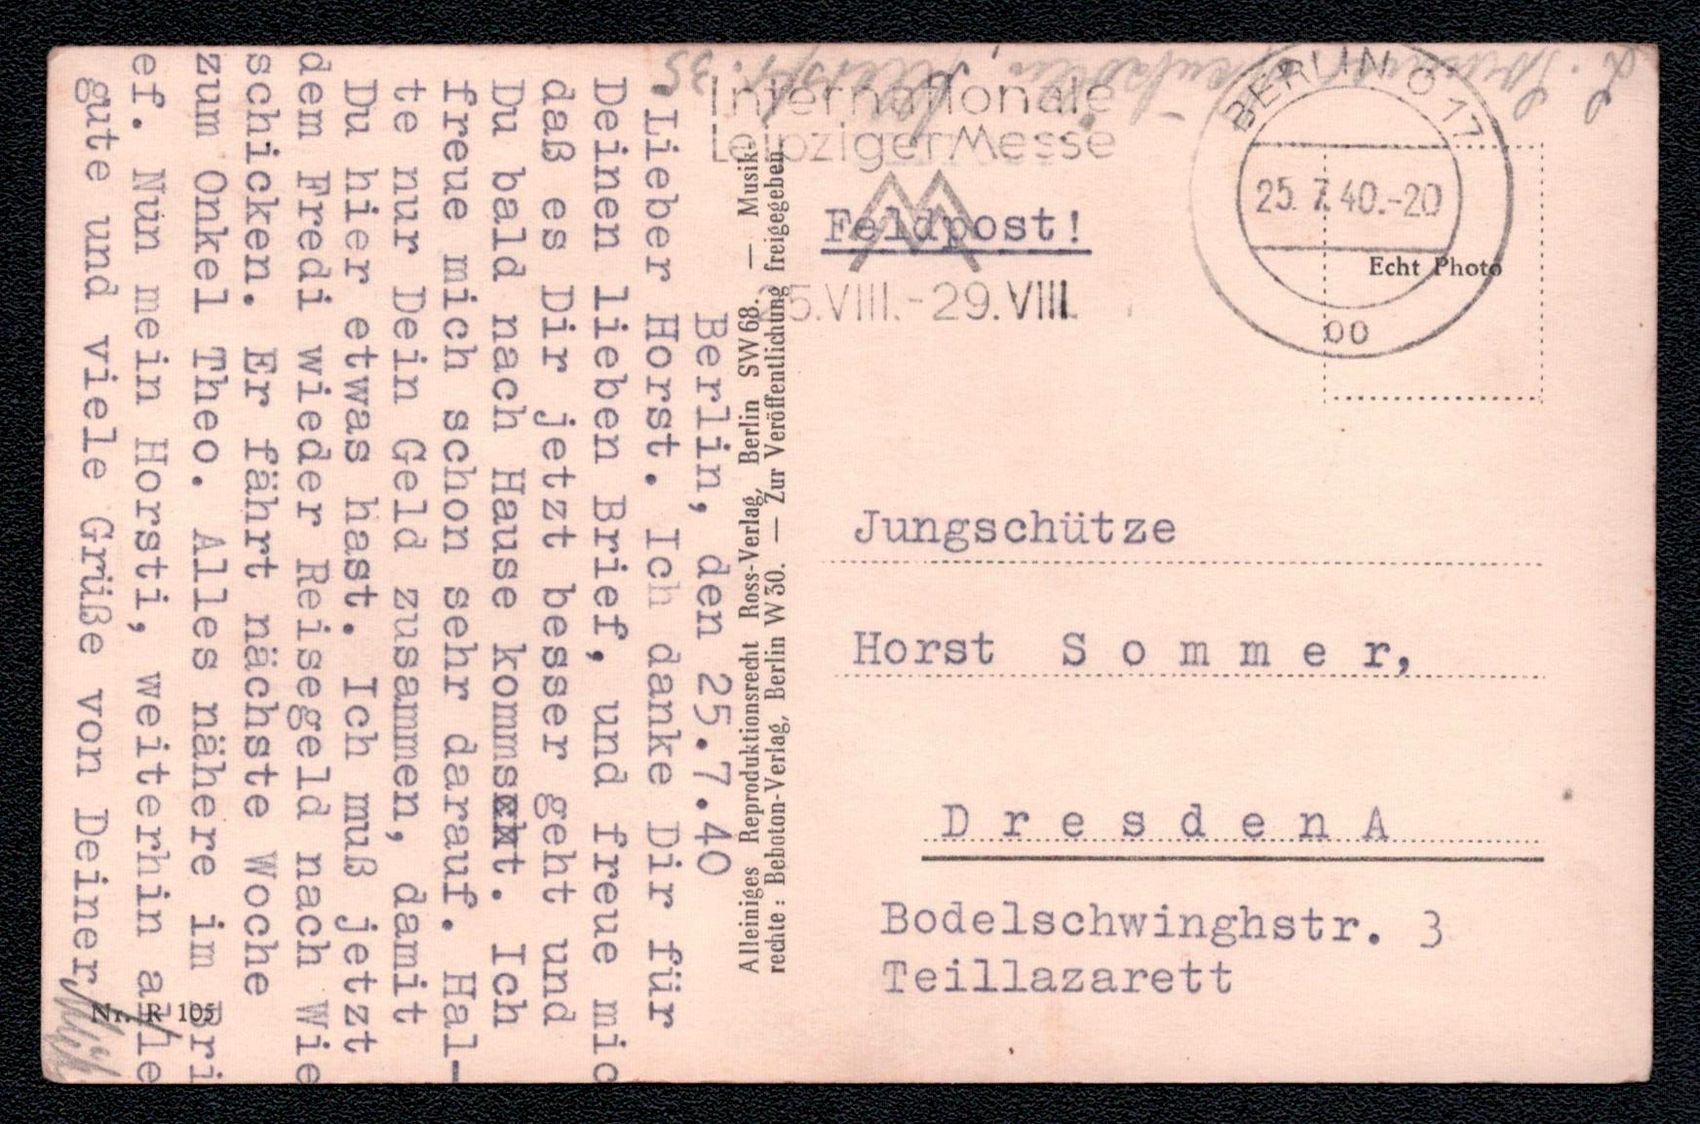 Berlin, den 25.7.40
Lieber Horst. Ich danke Dir für
Deinen lieben Brief, und freue mic
daß es Dir jetzt besser geht und
Du bald nach Hause kommsxxt. Ich
freue mich schon sehr darauf. Hal-
te nur Dein Geld zusammen, damit
Du hier etwas hast. Ich muß jetzt
dem Fredi wieder Reisegeld nach Wie
schicken. Er fährt nächste Woche
zum Onkel Theo. Alles nähere im Bri
ef. Nun mein Horsti, weiterhin alle
gute und viele Grüße von Deiner
Nr. R 105
Alleiniges Reproduktionsrecht Ross-Verlag, Berlin SW 68. — Musik-
rechte: Beboton-Verlag, Berlin W 30. — Zur Veröffentlichung freigegeben
35
Internationale
Leipziger Messe
25.VIII.-29.VIII.
Feldpost!
BERLIN O 17
25.7.40.-20
oo
Echt Photo
Jungschütze
Horst S o m m e r,
D r e s d e n A
Bodelschwinghstr. 3
Teillazarett